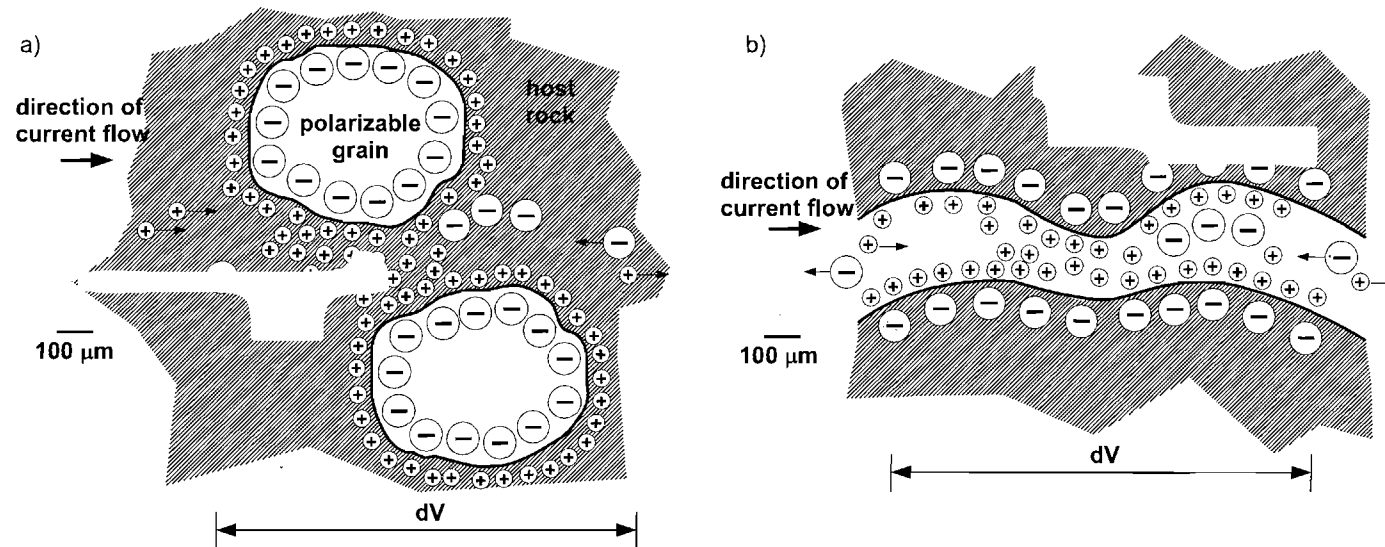 a)
direction of
current flow
polarizable
grain
host
rock
100 μm
dV
b)
direction of
current flow
100 μm
dV